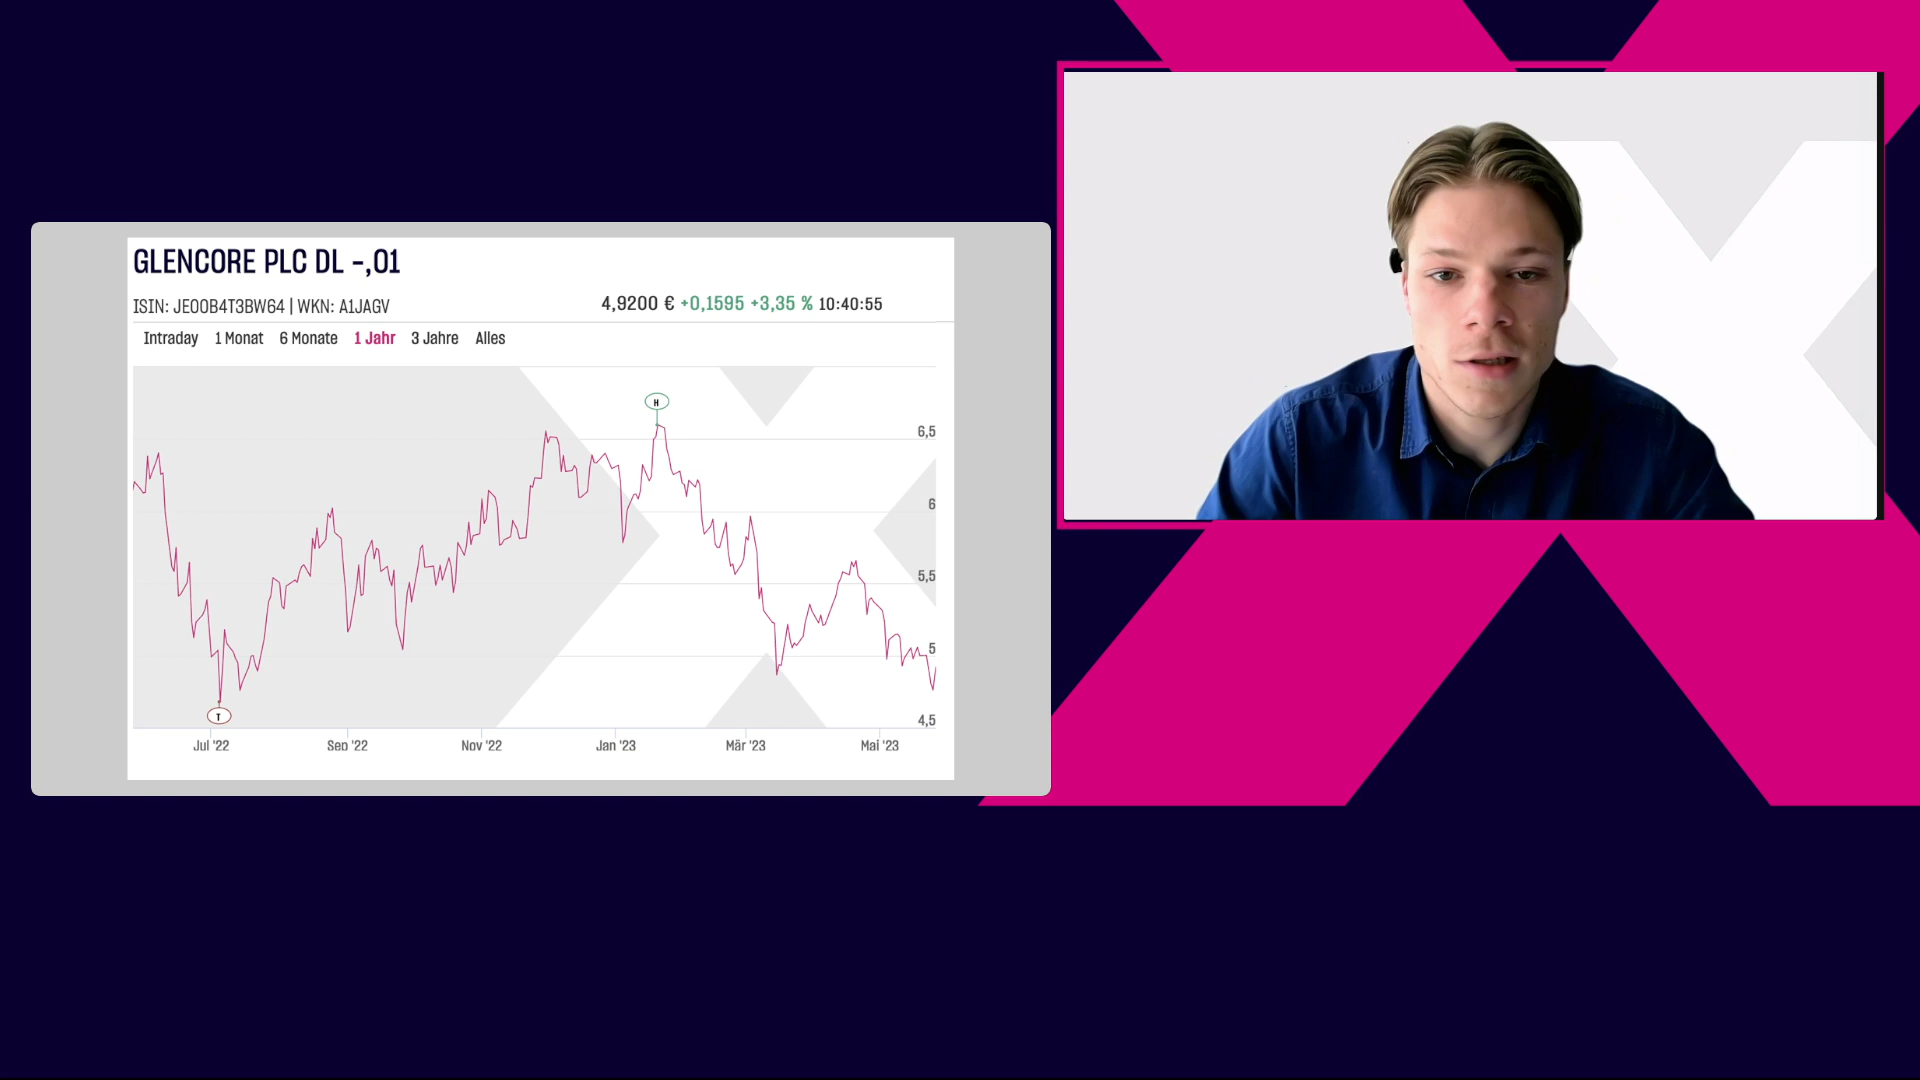 GLENCORE PLC DL -,01
ISIN: JE00B4T3BW64 | WKN: A1JAGV
4,9200 € +0,1595 +3,35 % 10:40:55
Intraday 1 Monat 6 Monate 1 Jahr 3 Jahre Alles
H
6,5
6
5,5
5
T
4,5
Jul '22 Sep '22 Nov '22 Jan '23 Mär '23 Mai '23